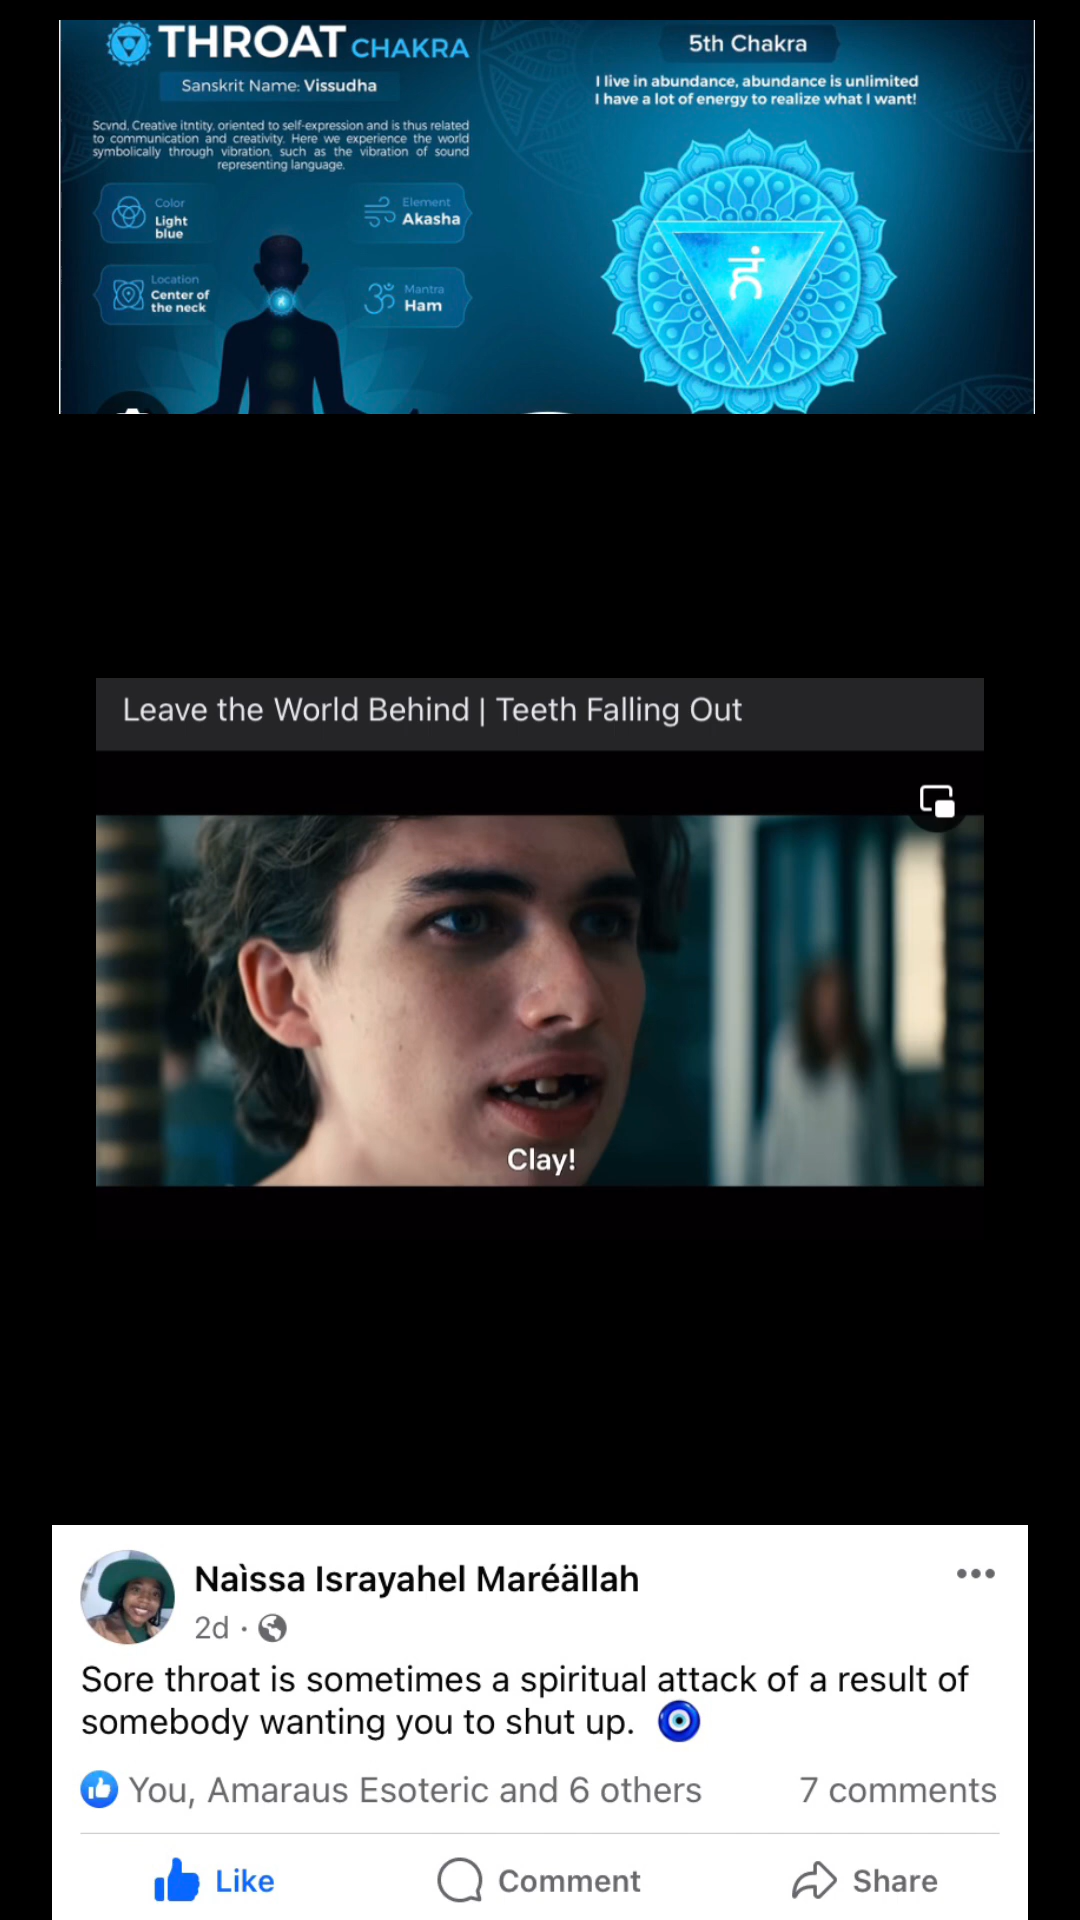 THROAT CHAKRA
Sanskrit Name: Vissudha
Scvnd, Creative itntity, oriented to self-expression and is thus related
to communication and creativity. Here we experience the world
symbolically through vibration, such as the vibration of sound
representing language.
Color
Light
blue
Element
Akasha
Location
Center of
the neck
ॐ
Mantra
Ham
5th Chakra
I live in abundance, abundance is unlimited
I have a lot of energy to realize what I want!
हं
Leave the World Behind | Teeth Falling Out
Clay!
Naìssa Israyahel Maréällah
2d ·
Sore throat is sometimes a spiritual attack of a result of
somebody wanting you to shut up. 🧿
You, Amaraus Esoteric and 6 others
7 comments
Like
Comment
Share